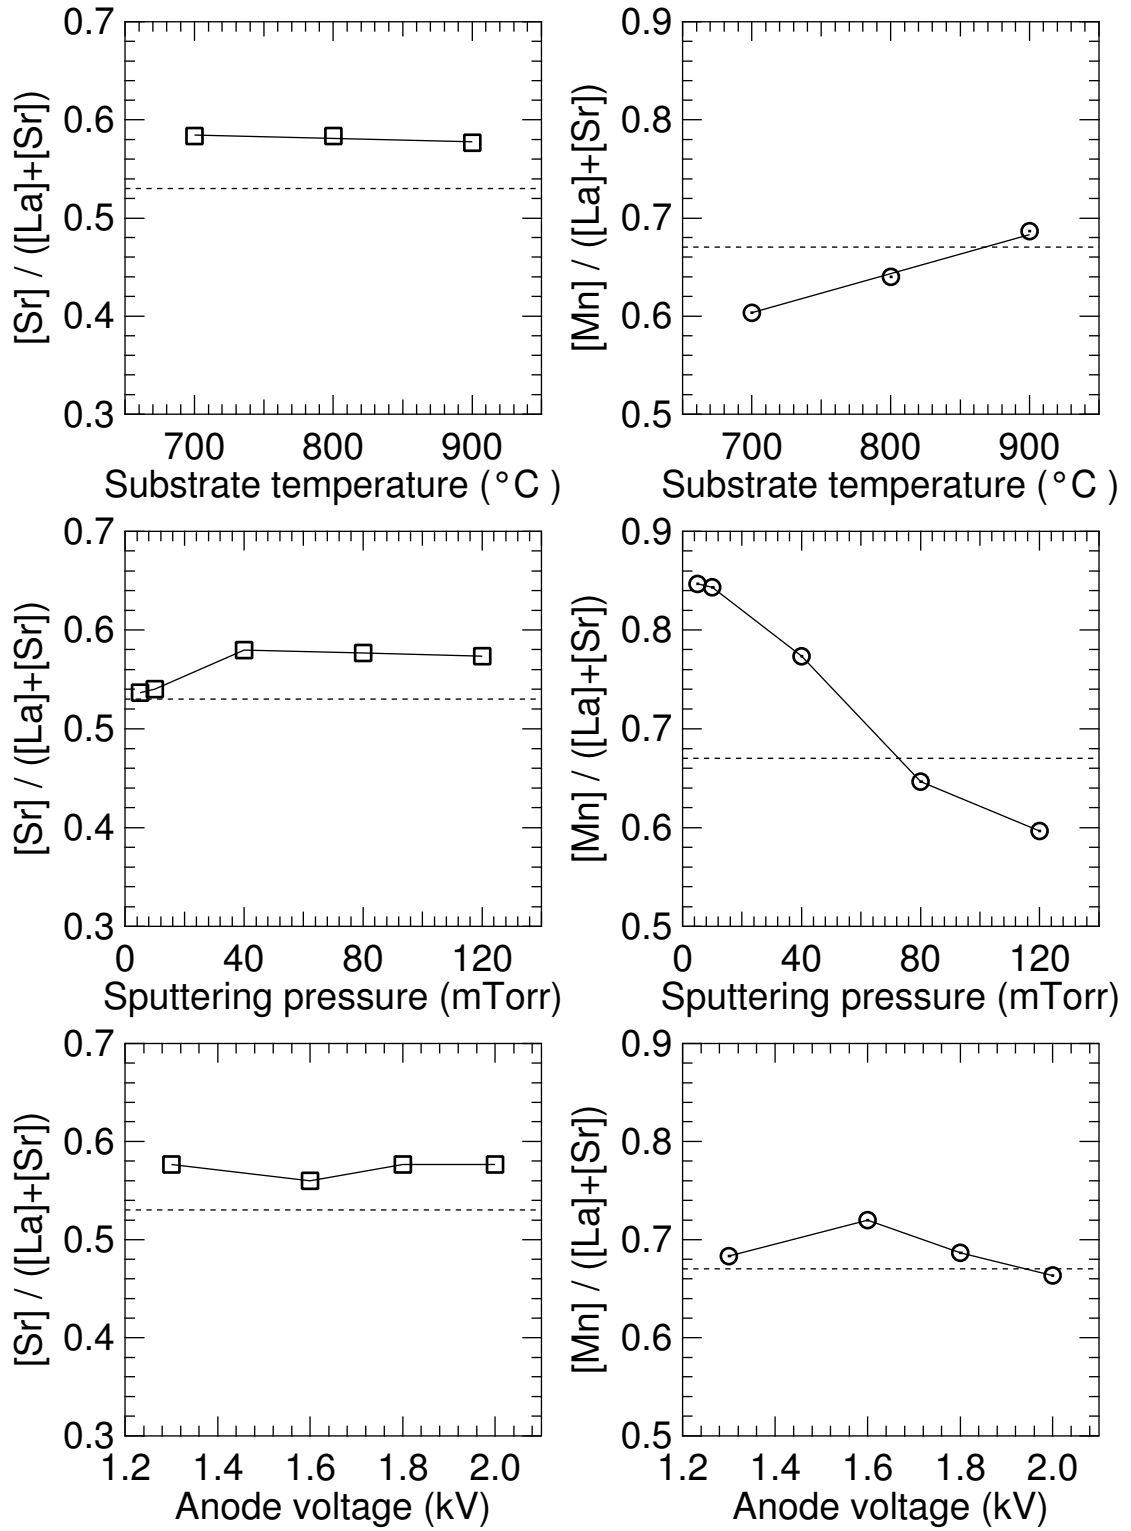 0.7
0.6
0.5
0.4
0.3
[Sr] / ([La]+[Sr])
700 800 900
Substrate temperature (°C )
0.9
0.8
0.7
0.6
0.5
[Mn] / ([La]+[Sr])
700 800 900
Substrate temperature (°C )
0.7
0.6
0.5
0.4
0.3
[Sr] / ([La]+[Sr])
0 40 80 120
Sputtering pressure (mTorr)
0.9
0.8
0.7
0.6
0.5
[Mn] / ([La]+[Sr])
0 40 80 120
Sputtering pressure (mTorr)
0.7
0.6
0.5
0.4
0.3
[Sr] / ([La]+[Sr])
1.2 1.4 1.6 1.8 2.0
Anode voltage (kV)
0.9
0.8
0.7
0.6
0.5
[Mn] / ([La]+[Sr])
1.2 1.4 1.6 1.8 2.0
Anode voltage (kV)